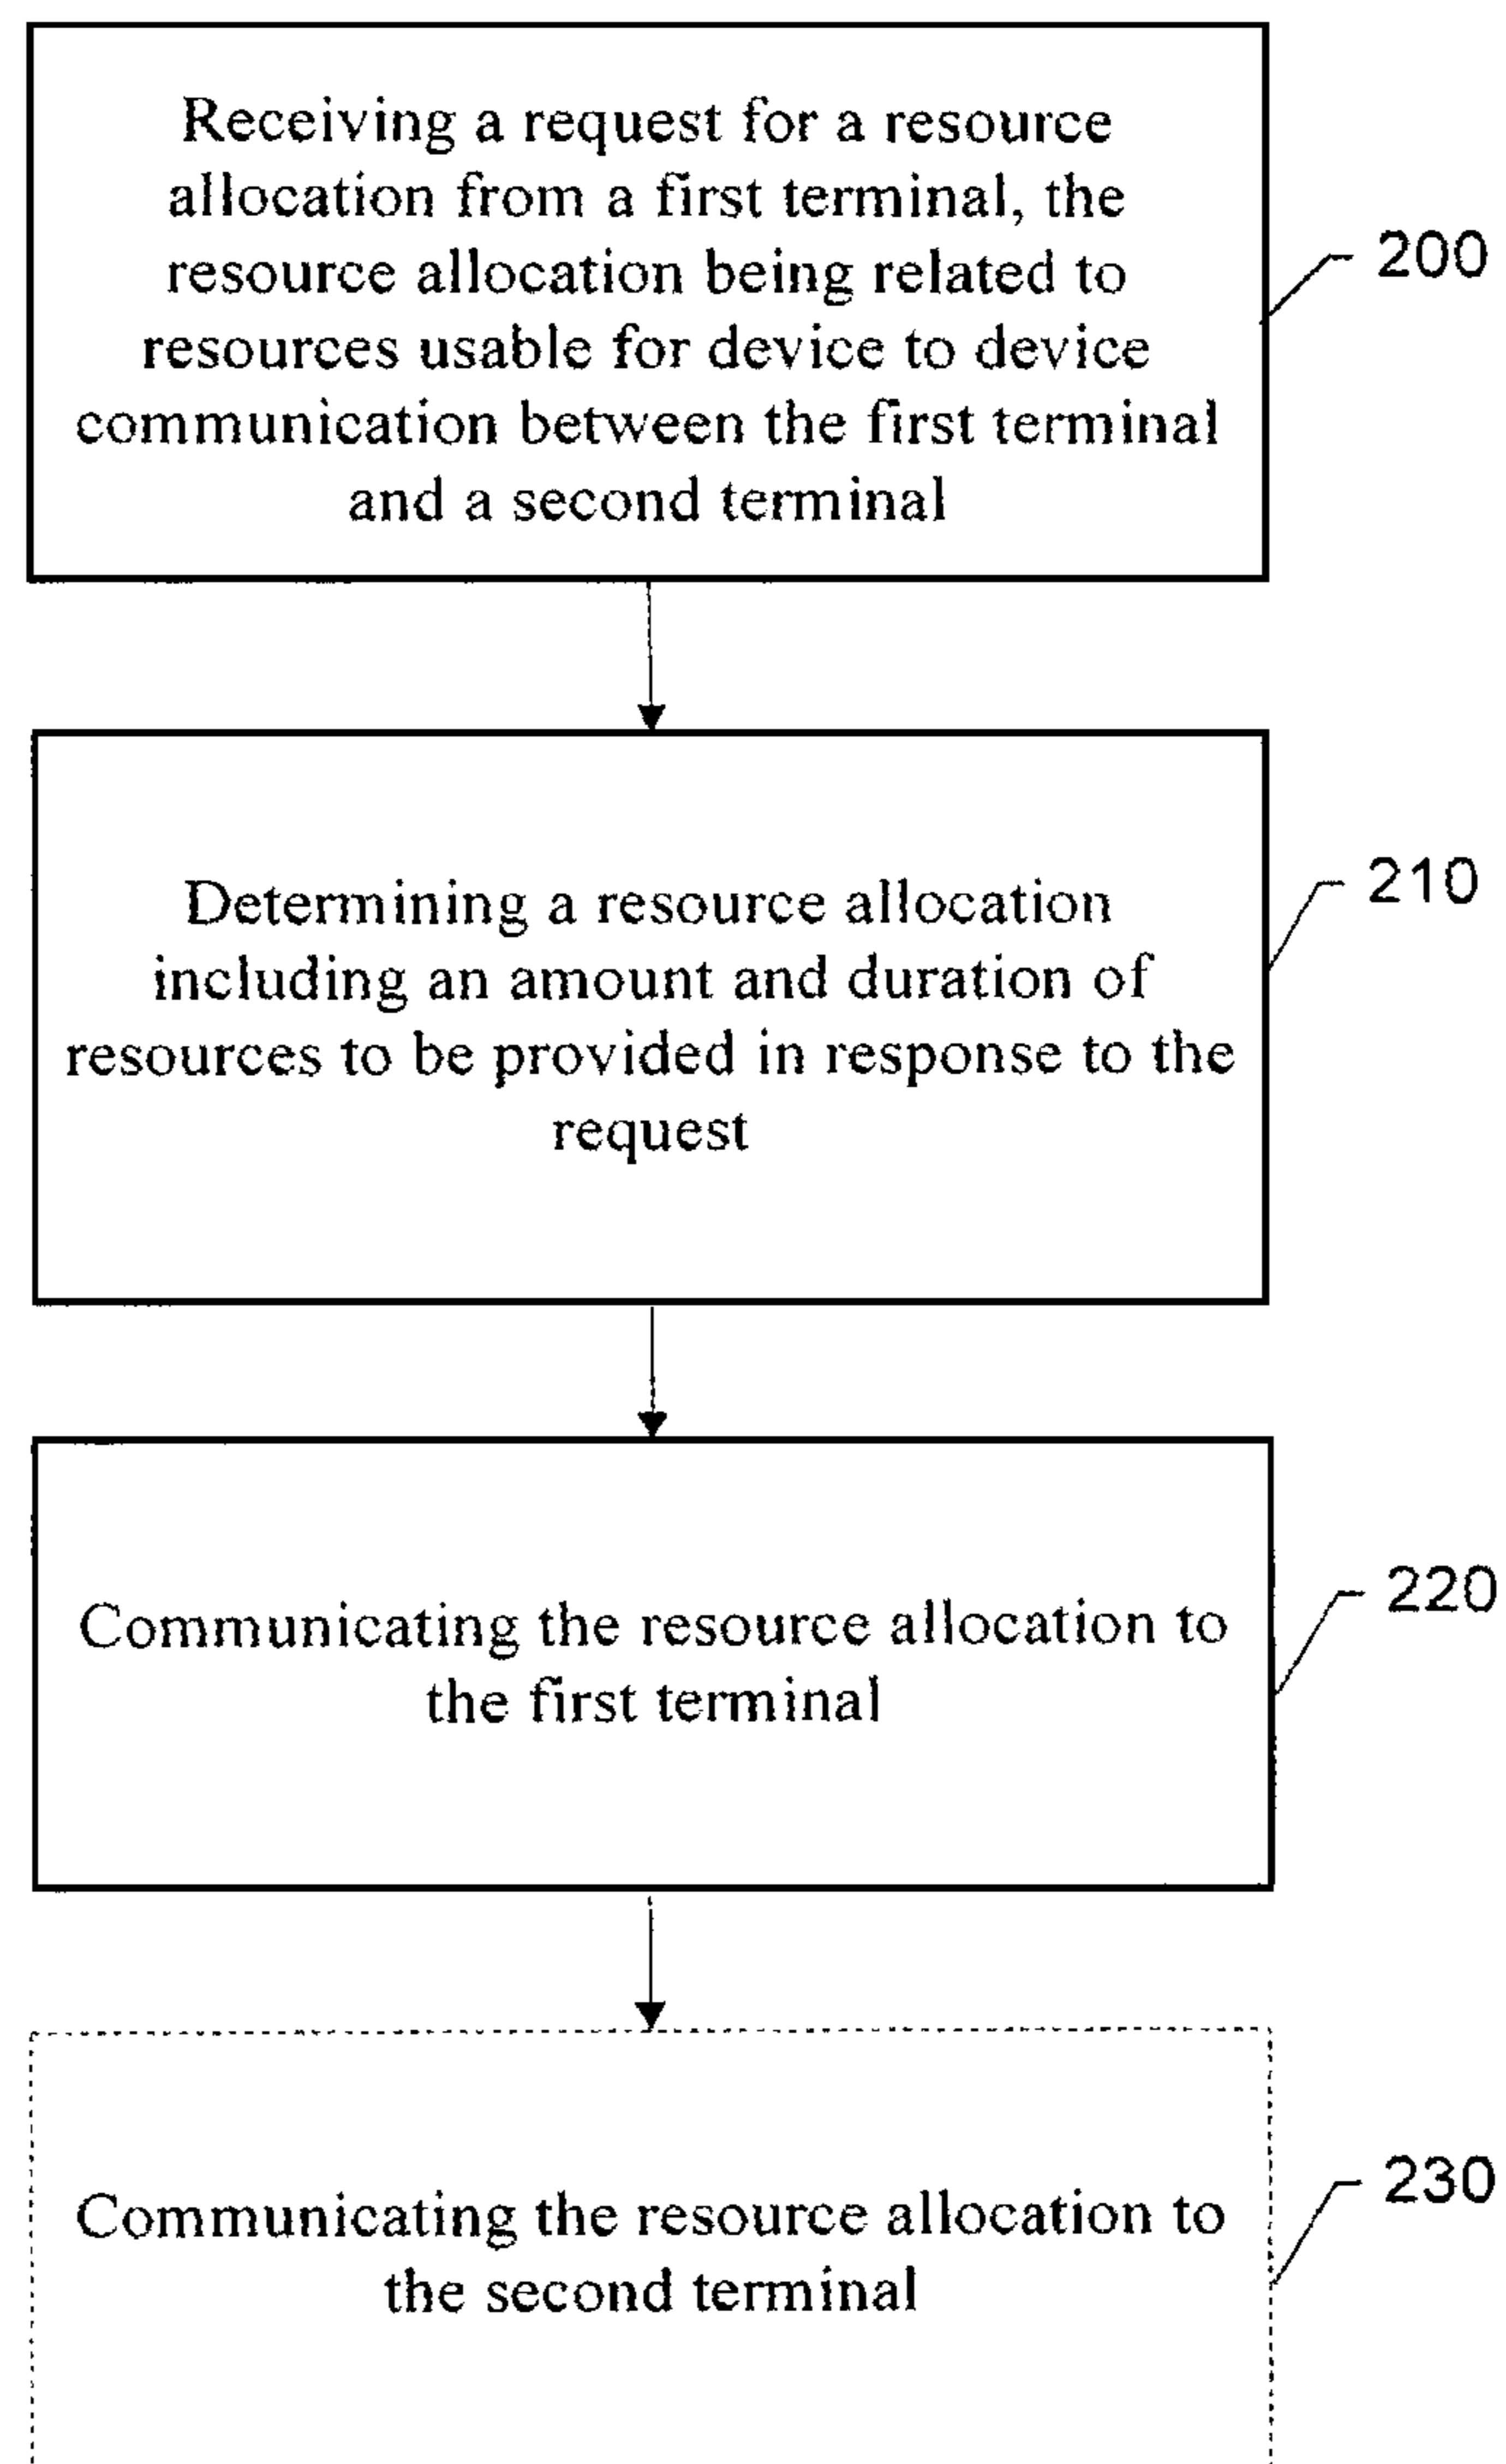 Receiving a request for a resource
allocation from a first terminal, the
resource allocation being related to
resources usable for device to device
communication between the first terminal
and a second terminal
200
Determining a resource allocation
including an amount and duration of
resources to be provided in response to the
request
210
Communicating the resource allocation to
the first terminal
220
Communicating the resource allocation to
the second terminal
230